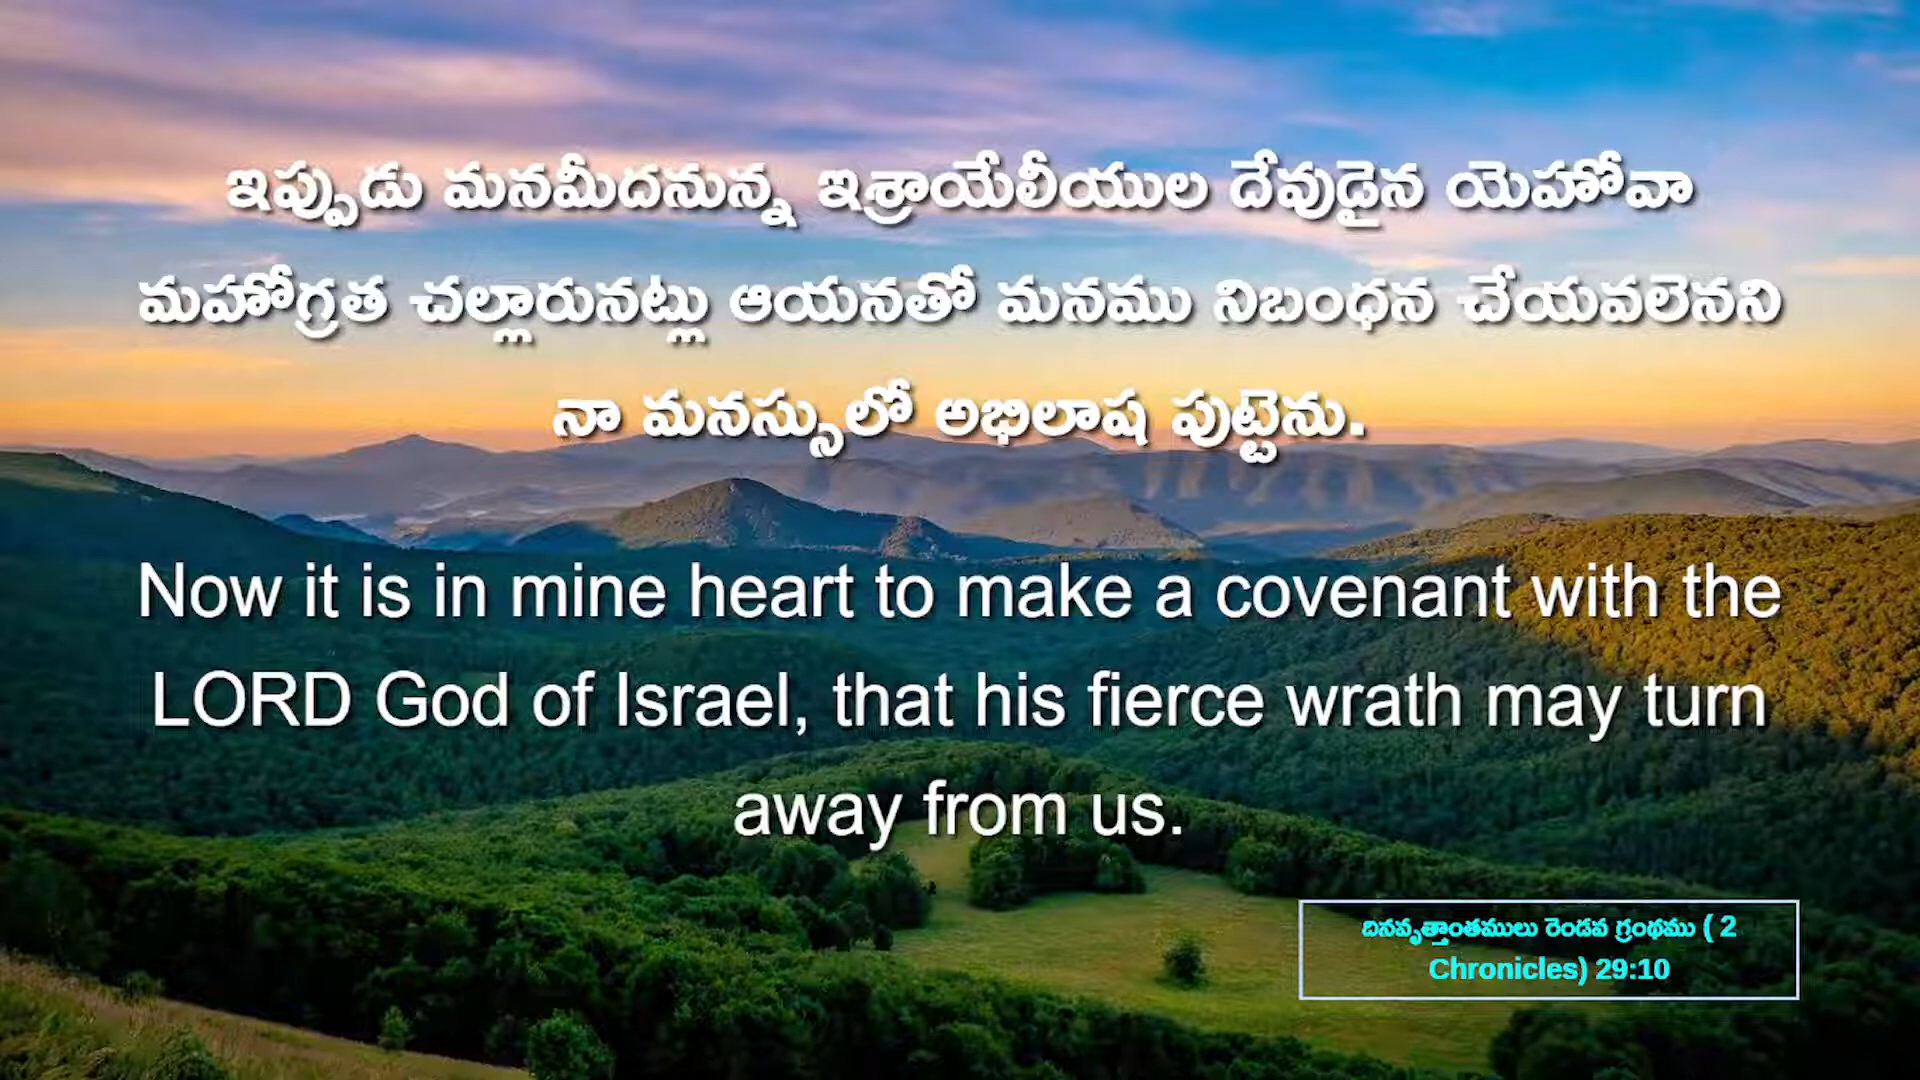 ఇప్పుడు మనమీదనున్న ఇశ్రాయేలీయుల దేవుడైన యెహోవా
మహోగ్రత చల్లారునట్లు ఆయనతో మనము నిబంధన చేయవలెనని
నా మనస్సులో అభిలాష పుట్టెను.
Now it is in mine heart to make a covenant with the
LORD God of Israel, that his fierce wrath may turn
away from us.
దినవృత్తాంతములు రెండవ గ్రంథము ( 2
Chronicles) 29:10